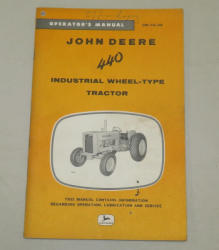 OPERATOR'S MANUAL
JOHN DEERE
440
INDUSTRIAL WHEEL-TYPE
TRACTOR
THIS MANUAL CONTAINS INFORMATION
REGARDING OPERATION, LUBRICATION AND SERVICE